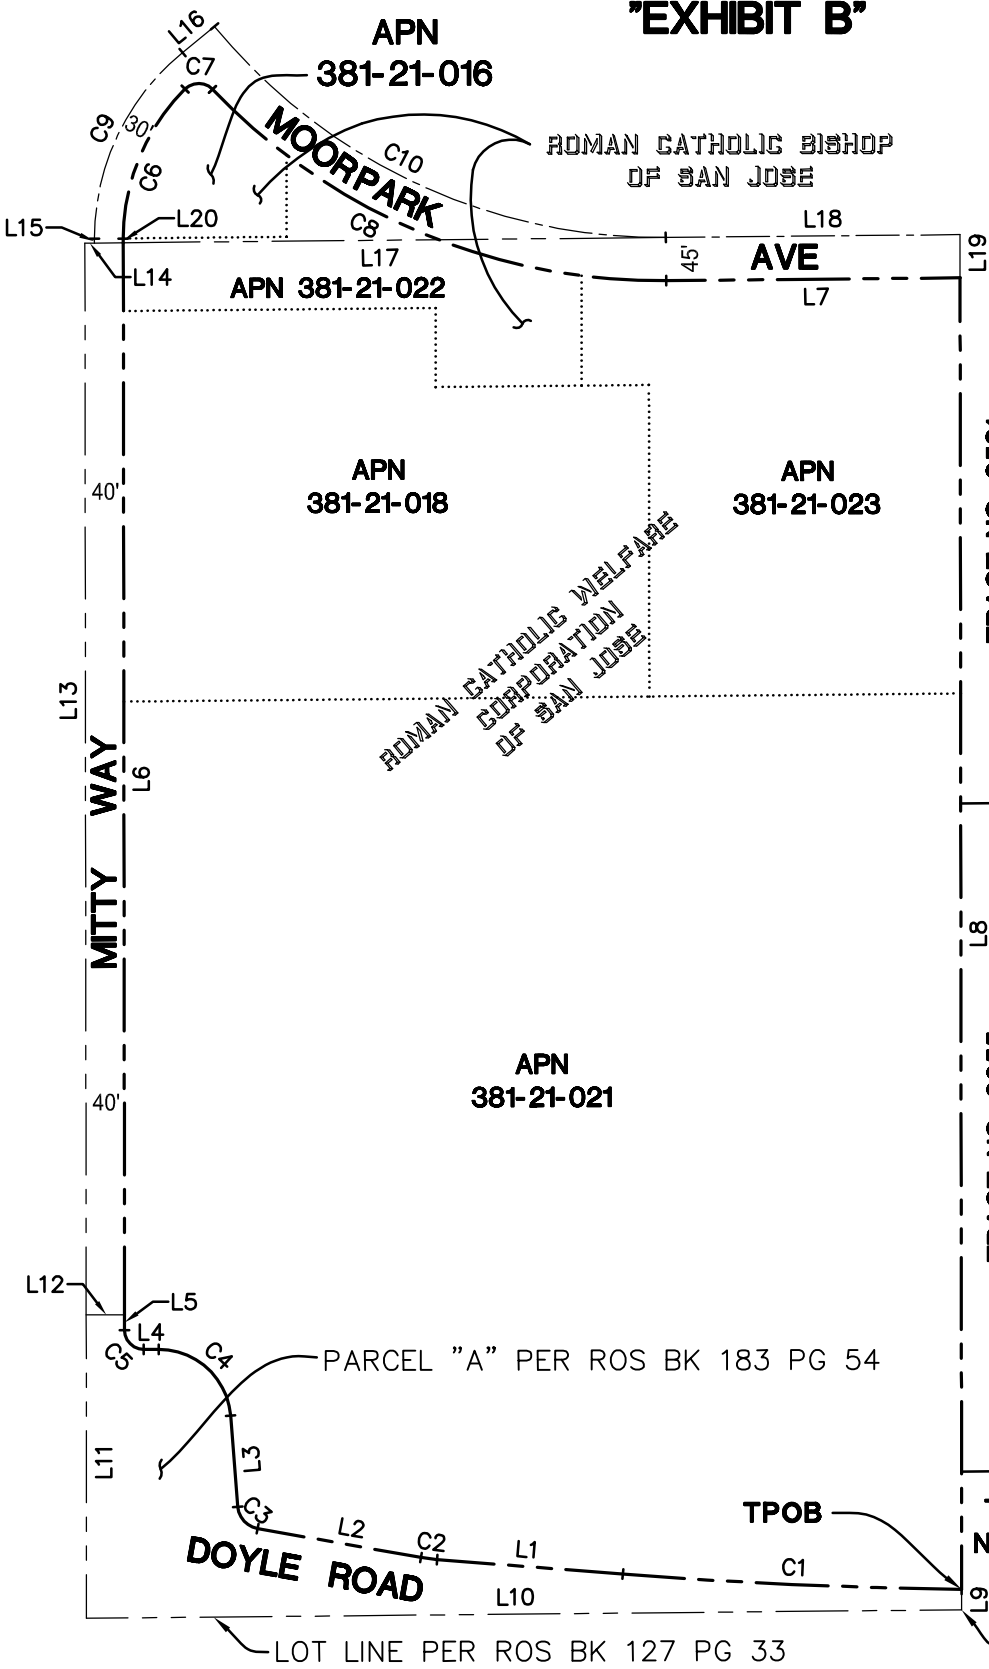 "EXHIBIT B"
L16
APN
381-21-016
C7
C9
30'
C6
MOORPARK
C10
ROMAN CATHOLIC BISHOP
OF SAN JOSE
L15
L20
C8
L18
L14
L17
45'
AVE
L19
APN 381-21-022
L7
APN
381-21-018
APN
381-21-023
40'
ROMAN CATHOLIC WELFARE
CORPORATION
OF SAN JOSE
L13
MITTY WAY
L6
L8
APN
381-21-021
40'
L12
L5
L4
C5
C4
PARCEL "A" PER ROS BK 183 PG 54
L11
L3
C3
L2
C2
L1
C1
TPOB
N
DOYLE ROAD
L10
L9
LOT LINE PER ROS BK 127 PG 33